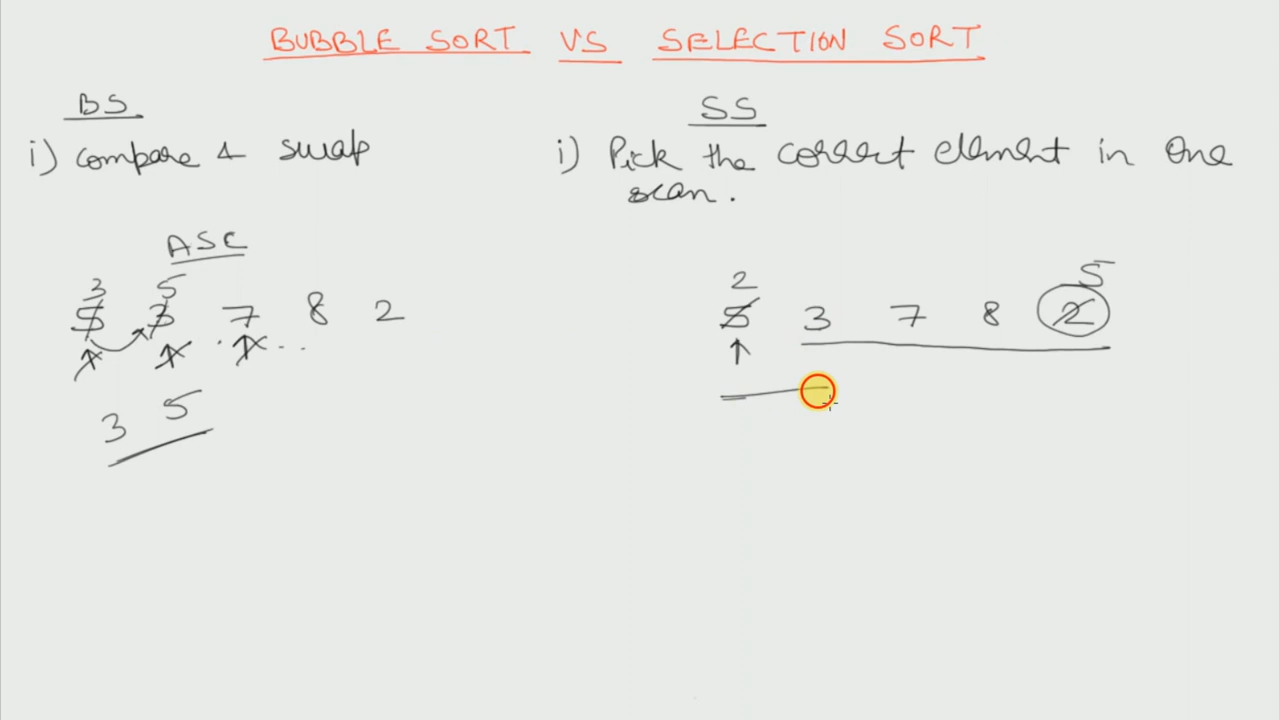 BUBBLE SORT VS SELECTION SORT
BS
i) compare & swap
ASC
3 5
5 3 7 8 2
3 5
SS
i) Pick the correct element in one
scan.
2 5
5 3 7 8 2